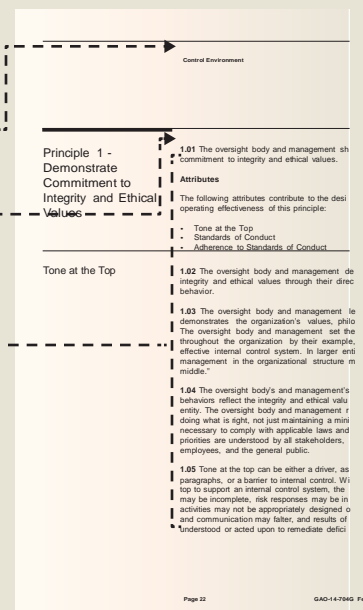 Control Environment
Principle 1 -
Demonstrate
Commitment to
Integrity and Ethical
Values
1.01 The oversight body and management sh
commitment to integrity and ethical values.
Attributes
The following attributes contribute to the desi
operating effectiveness of this principle:
- Tone at the Top
- Standards of Conduct
- Adherence to Standards of Conduct
Tone at the Top
1.02 The oversight body and management de
integrity and ethical values through their direc
behavior.
1.03 The oversight body and management le
demonstrates the organization's values, philo
The oversight body and management set the
throughout the organization by their example,
effective internal control system. In larger enti
management in the organizational structure m
middle."
1.04 The oversight body's and management's
behaviors reflect the integrity and ethical valu
entity. The oversight body and management r
doing what is right, not just maintaining a mini
necessary to comply with applicable laws and
priorities are understood by all stakeholders,
employees, and the general public.
1.05 Tone at the top can be either a driver, as
paragraphs, or a barrier to internal control. Wi
top to support an internal control system, the
may be incomplete, risk responses may be in
activities may not be appropriately designed o
and communication may falter, and results of
understood or acted upon to remediate defici
Page 22
GAO-14-704G Fe